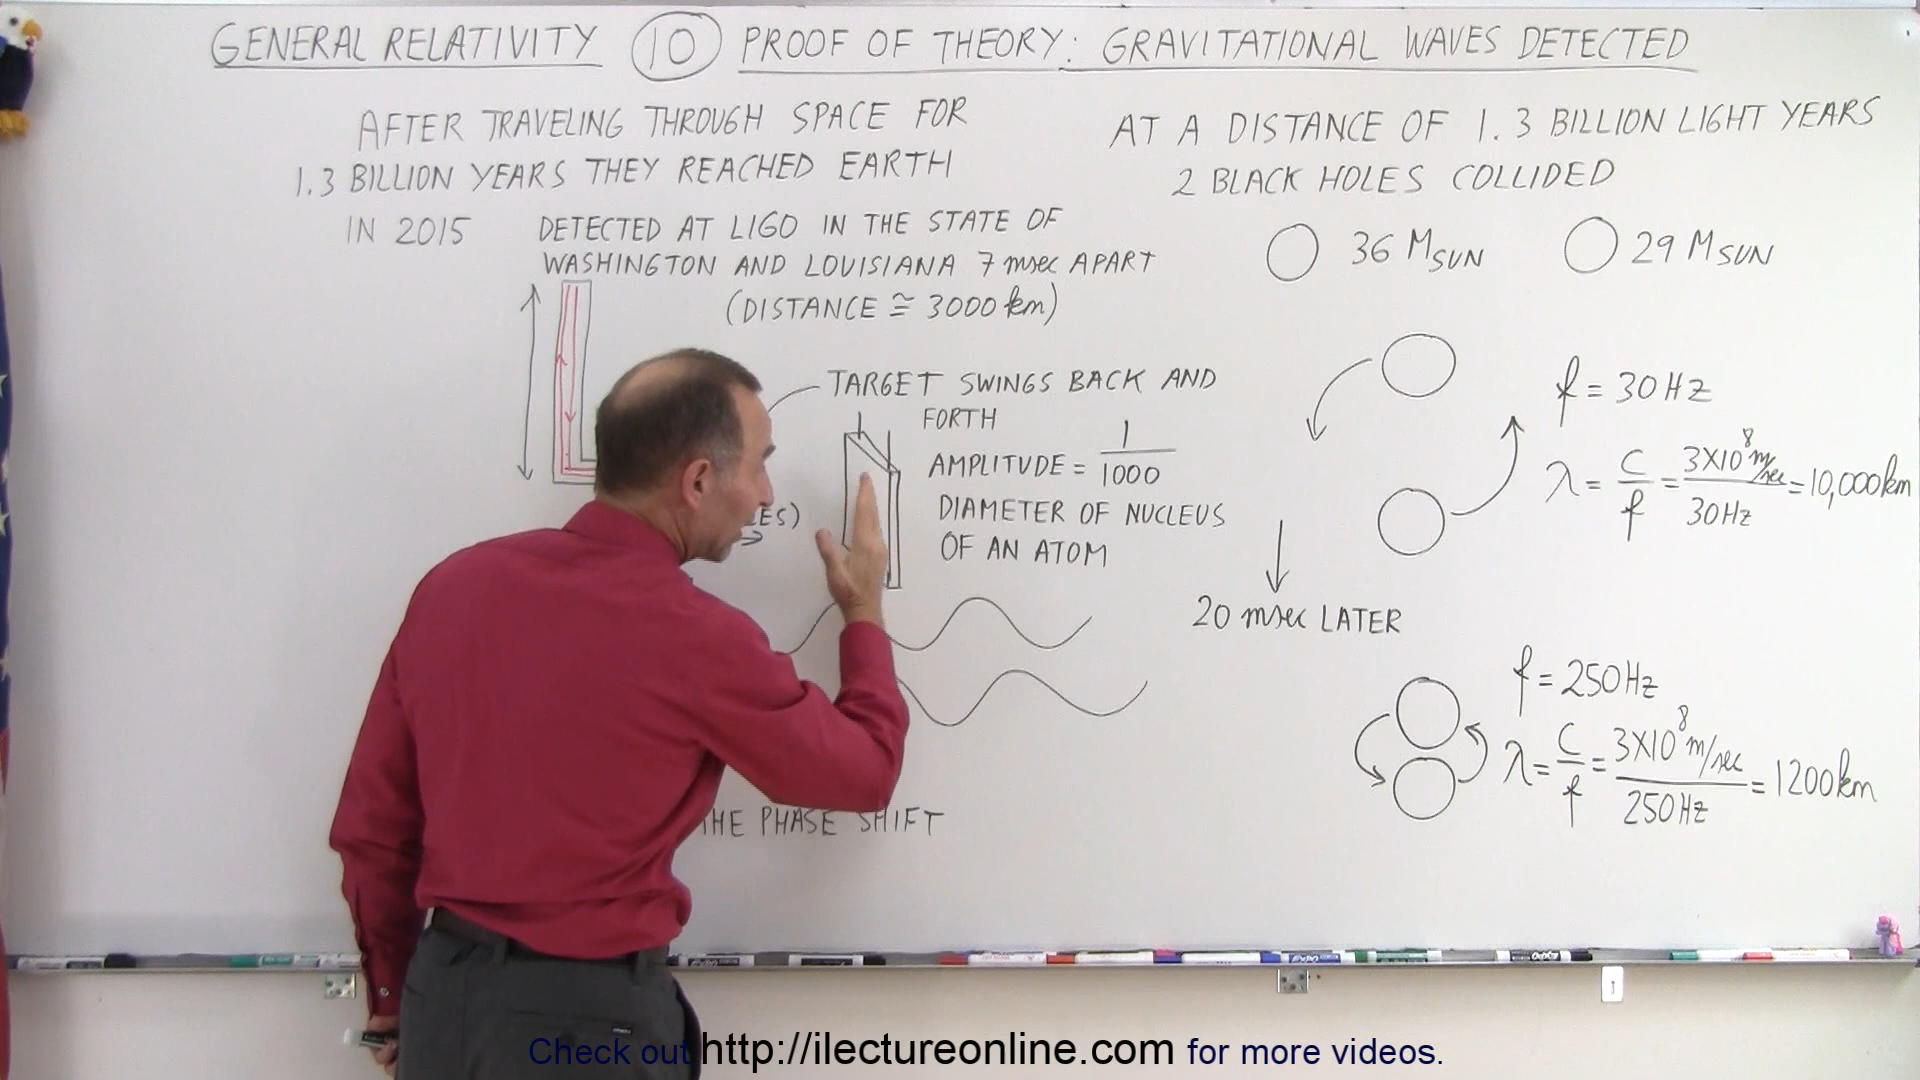 GENERAL RELATIVITY 10 PROOF OF THEORY: GRAVITATIONAL WAVES DETECTED
AFTER TRAVELING THROUGH SPACE FOR
1.3 BILLION YEARS THEY REACHED EARTH
IN 2015
DETECTED AT LIGO IN THE STATE OF
WASHINGTON AND LOUISIANA 7 msec APART
(DISTANCE ≅ 3000 km)
TARGET SWINGS BACK AND
FORTH
AMPLITUDE = 1/1000
DIAMETER OF NUCLEUS
OF AN ATOM
THE PHASE SHIFT
AT A DISTANCE OF 1.3 BILLION LIGHT YEARS
2 BLACK HOLES COLLIDED
36 MSUN 29 MSUN
f = 30 Hz
λ = C/f = 3X10⁸ m/sec / 30 Hz = 10,000 km
20 msec LATER
f = 250 Hz
λ = C/f = 3X10⁸ m/sec / 250 Hz = 1200 km
EXPO
Check out http://ilectureonline.com for more videos.